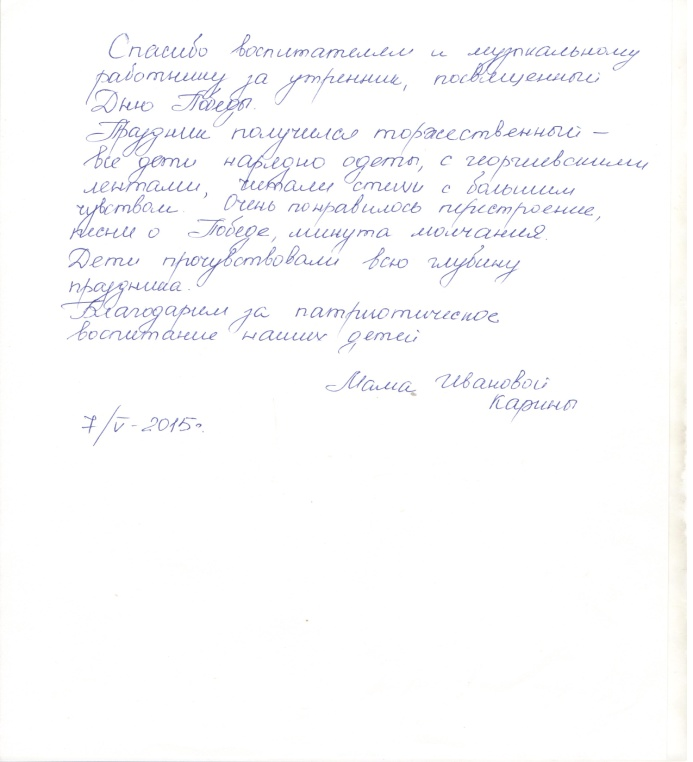 Спасибо воспитателям и музыкальному
работнику за утренник, посвященный
Дню Победы.
Праздник получился торжественный –
все дети нарядно одеты, с георгиевскими
лентами, читали стихи с большим
чувством. Очень понравилось перестроение,
песни о Победе, минута молчания.
Дети прочувствовали всю глубину
праздника.
Благодарим за патриотическое
воспитание наших детей
Мама Ивановой
Карины
7/V-2015г.